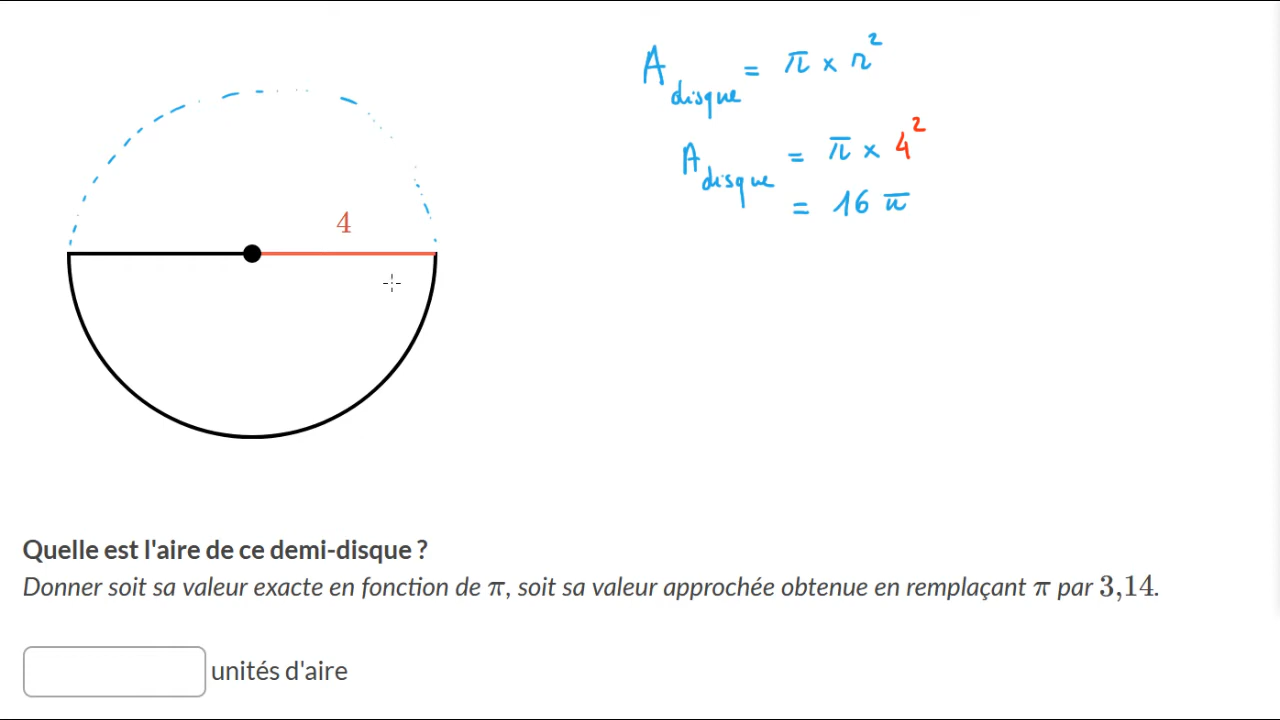 A disque = π × r²
A disque = π × 4²
= 16 π
4
Quelle est l'aire de ce demi-disque ?
Donner soit sa valeur exacte en fonction de π, soit sa valeur approchée obtenue en remplaçant π par 3,14.
unités d'aire